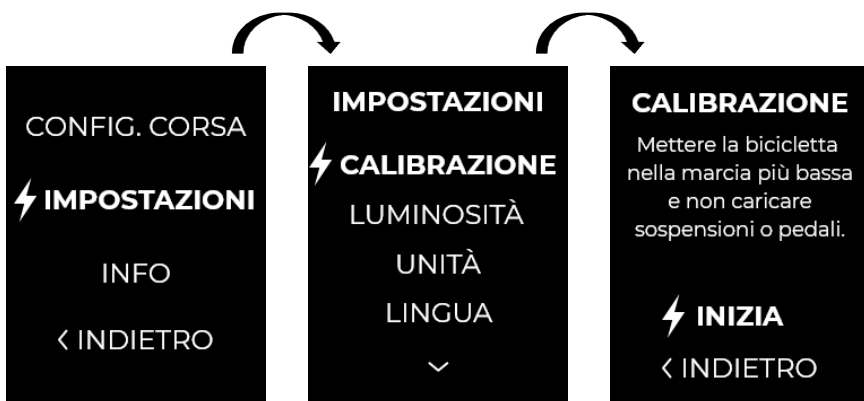 CONFIG. CORSA
IMPOSTAZIONI
INFO
< INDIETRO
IMPOSTAZIONI
CALIBRAZIONE
LUMINOSITÀ
UNITÀ
LINGUA
CALIBRAZIONE
Mettere la bicicletta
nella marcia più bassa
e non caricare
sospensioni o pedali.
INIZIA
< INDIETRO